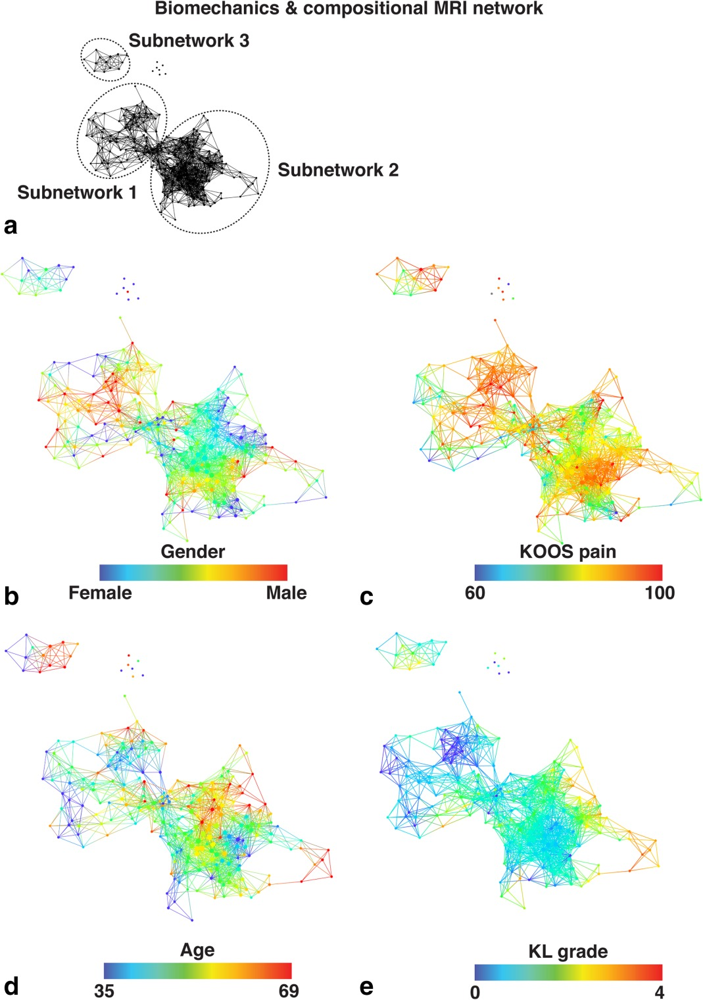 Biomechanics & compositional MRI network
Subnetwork 3
Subnetwork 2
Subnetwork 1
a
Gender
Female Male
b
KOOS pain
60 100
c
Age
35 69
d
KL grade
0 4
e